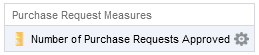 Purchase Request Measures
Number of Purchase Requests Approved